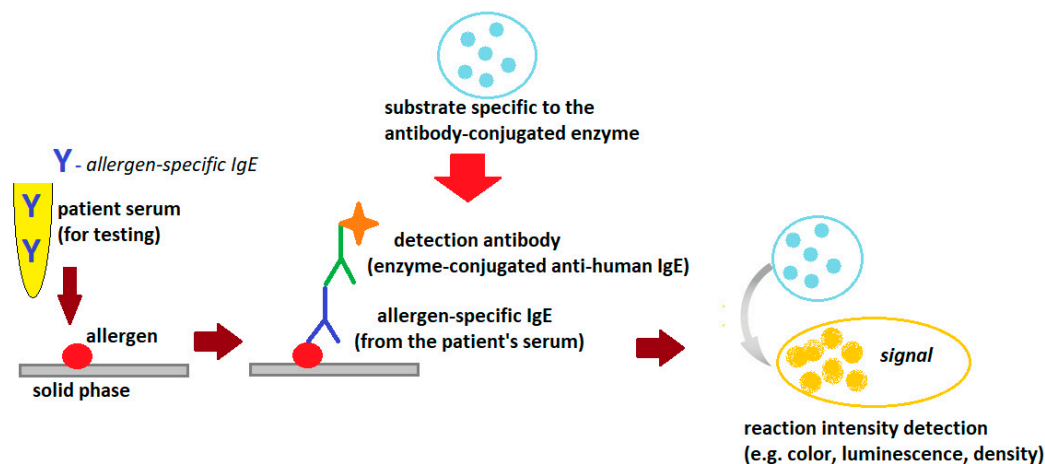 substrate specific to the
antibody-conjugated enzyme
Y - allergen-specific IgE
patient serum
(for testing)
Y
Y
allergen
solid phase
detection antibody
(enzyme-conjugated anti-human IgE)
allergen-specific IgE
(from the patient's serum)
signal
reaction intensity detection
(e.g. color, luminescence, density)